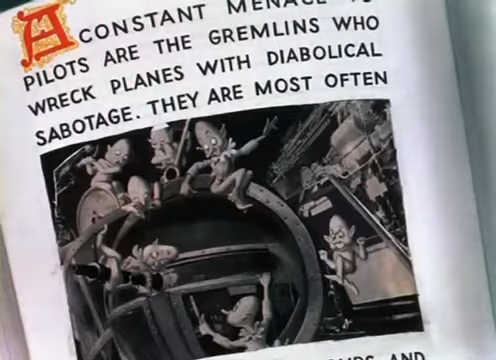 A CONSTANT MENACE
PILOTS ARE THE GREMLINS WHO
WRECK PLANES WITH DIABOLICAL
SABOTAGE. THEY ARE MOST OFTEN
AND